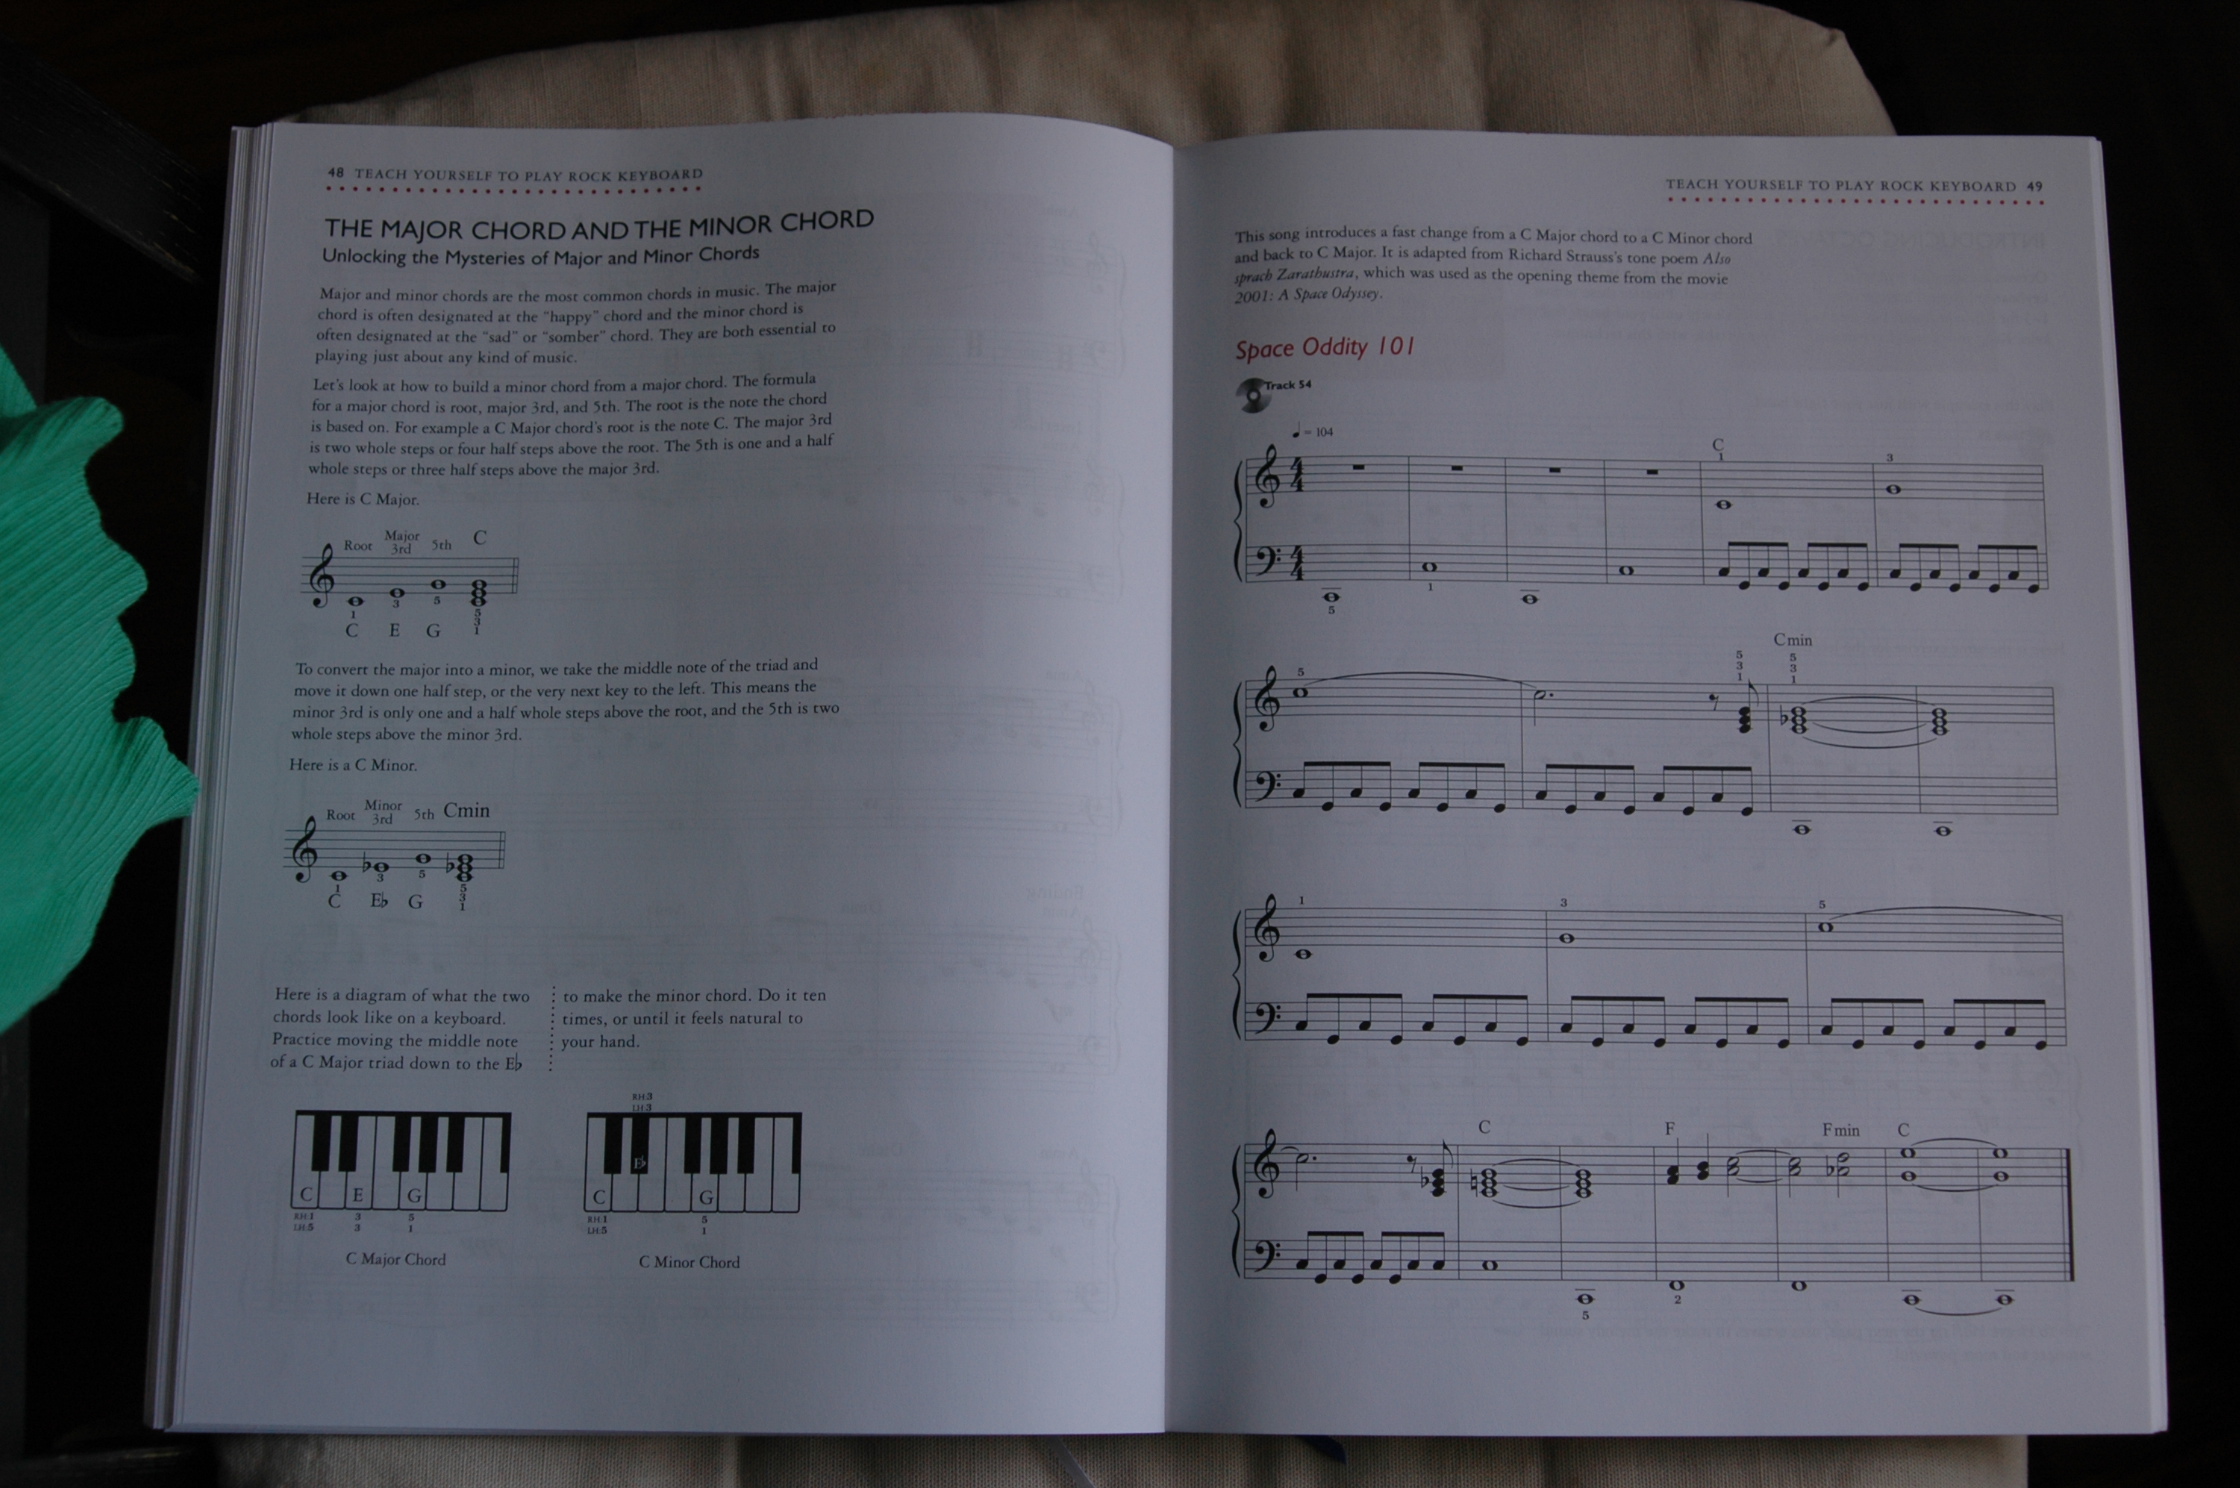 48 TEACH YOURSELF TO PLAY ROCK KEYBOARD
THE MAJOR CHORD AND THE MINOR CHORD
Unlocking the Mysteries of Major and Minor Chords
Major and minor chords are the most common chords in music. The major
chord is often designated at the “happy” chord and the minor chord is
often designated at the “sad” or “somber” chord. They are both essential to
playing just about any kind of music.
Let's look at how to build a minor chord from a major chord. The formula
for a major chord is root, major 3rd, and 5th. The root is the note the chord
is based on. For example a C Major chord's root is the note C. The major 3rd
is two whole steps or four half steps above the root. The 5th is one and a half
whole steps or three half steps above the major 3rd.
Here is C Major.
Root Major 3rd 5th C
1 3 5 5 3 1
C E G
To convert the major into a minor, we take the middle note of the triad and
move it down one half step, or the very next key to the left. This means the
minor 3rd is only one and a half whole steps above the root, and the 5th is two
whole steps above the minor 3rd.
Here is a C Minor.
Root Minor 3rd 5th Cmin
1 3 5 5 3 1
C E♭ G
Here is a diagram of what the two
chords look like on a keyboard.
Practice moving the middle note
of a C Major triad down to the E♭
to make the minor chord. Do it ten
times, or until it feels natural to
your hand.
C E G
RH:1 3 5
LH:5 3 1
C Major Chord
RH:3
LH:3
E♭
C G
RH:1 5
LH:5 1
C Minor Chord
TEACH YOURSELF TO PLAY ROCK KEYBOARD 49
This song introduces a fast change from a C Major chord to a C Minor chord
and back to C Major. It is adapted from Richard Strauss's tone poem Also
sprach Zarathustra, which was used as the opening theme from the movie
2001: A Space Odyssey.
Space Oddity 101
Track 54
♩ = 104
C
1 3
5 1
Cmin
5 5 3 1 5 3 1
1 3 5
C F Fmin C
5 2